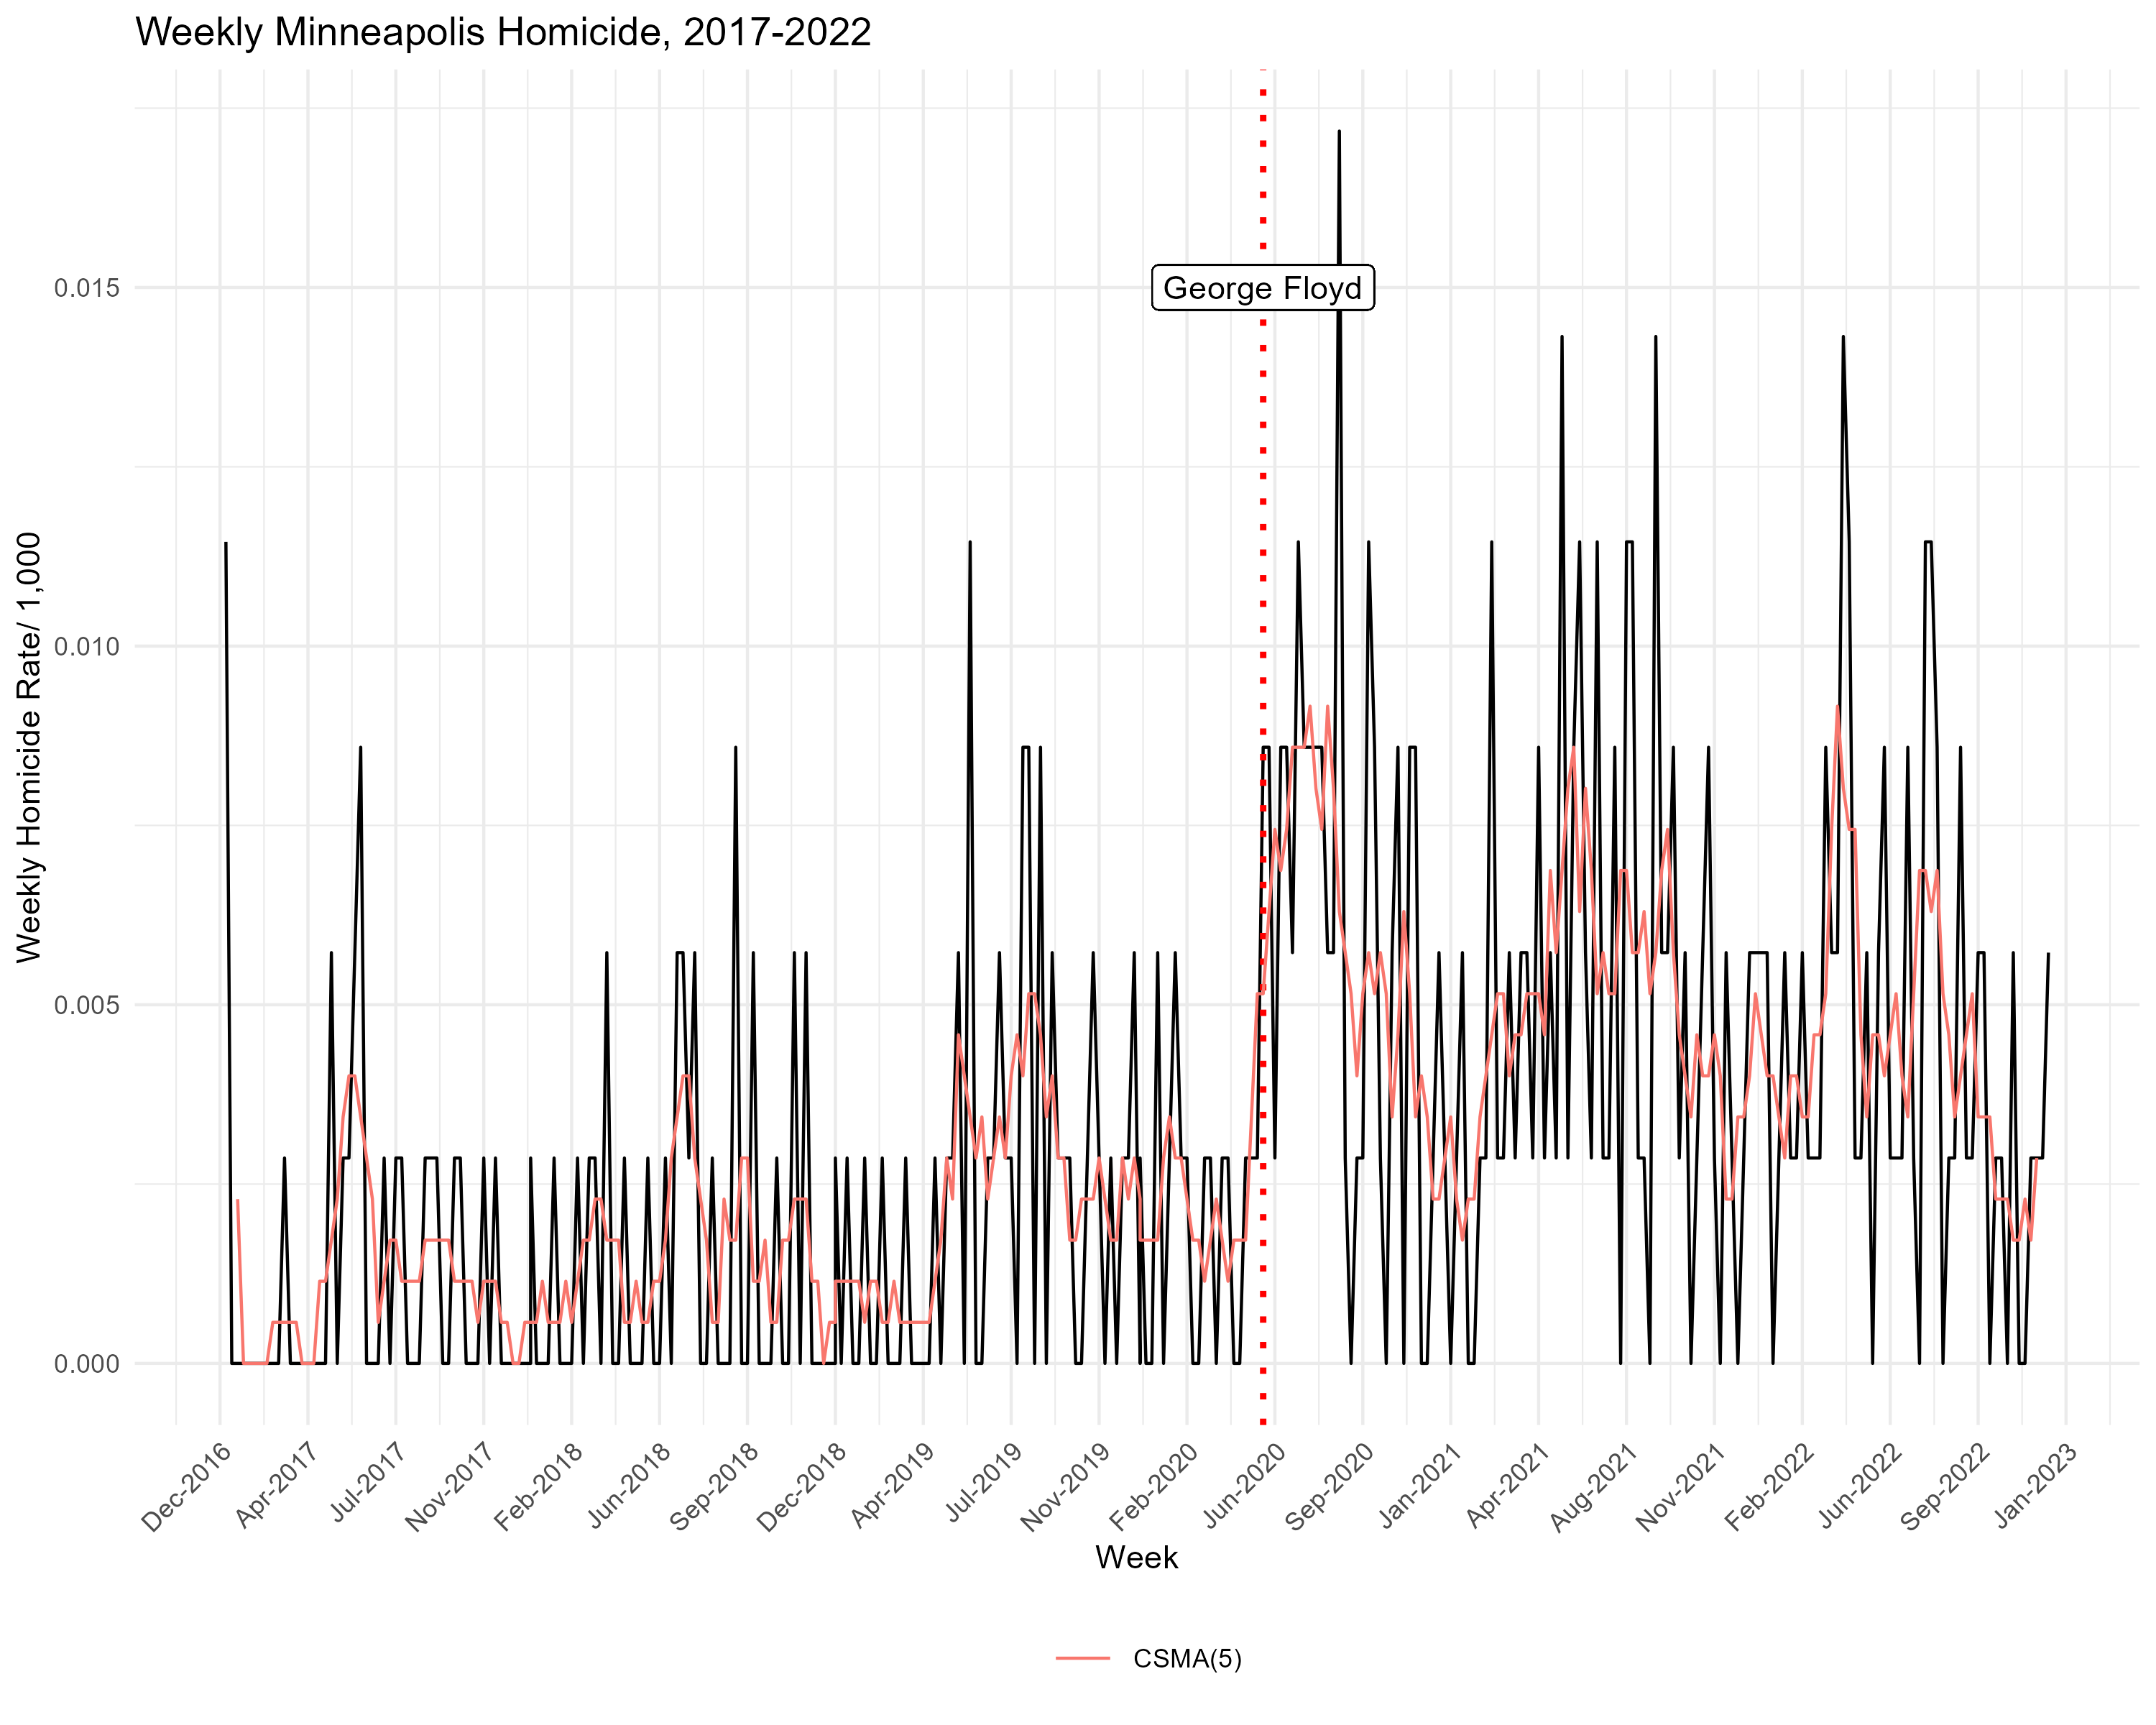 Weekly Minneapolis Homicide, 2017-2022
Weekly Homicide Rate/ 1,000
0.015
0.010
0.005
0.000
George Floyd
Dec-2016
Apr-2017
Jul-2017
Nov-2017
Feb-2018
Jun-2018
Sep-2018
Dec-2018
Apr-2019
Jul-2019
Nov-2019
Feb-2020
Jun-2020
Sep-2020
Jan-2021
Apr-2021
Aug-2021
Nov-2021
Feb-2022
Jun-2022
Sep-2022
Jan-2023
Week
CSMA(5)